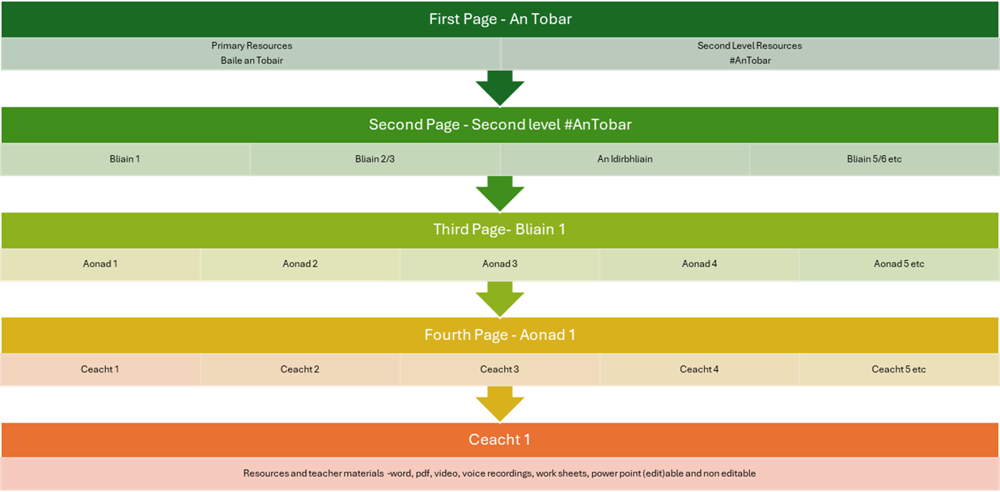 First Page - An Tobar
Primary Resources
Baile an Tobair
Second Level Resources
#AnTobar
Second Page - Second level #AnTobar
Bliain 1
Bliain 2/3
An Idirbhliain
Bliain 5/6 etc
Third Page- Bliain 1
Aonad 1
Aonad 2
Aonad 3
Aonad 4
Aonad 5 etc
Fourth Page - Aonad 1
Ceacht 1
Ceacht 2
Ceacht 3
Ceacht 4
Ceacht 5 etc
Ceacht 1
Resources and teacher materials -word, pdf, video, voice recordings, work sheets, power point (edit)able and non editable